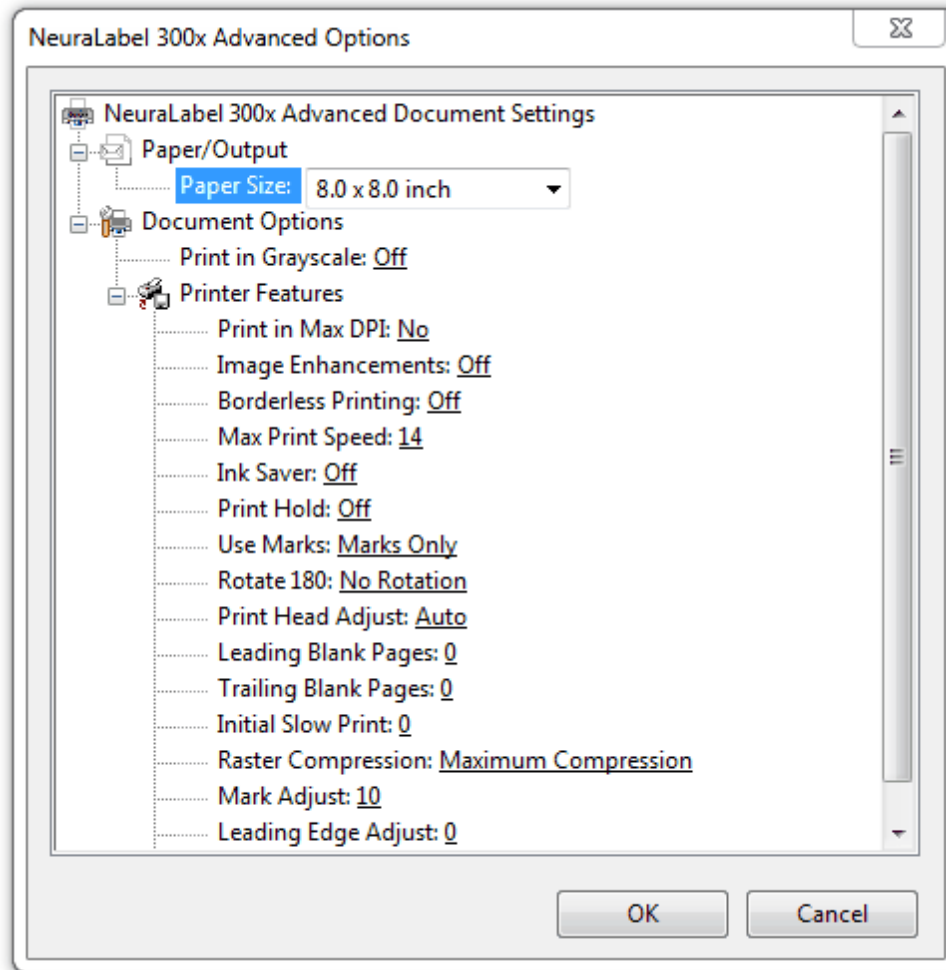 NeuraLabel 300x Advanced Options
NeuraLabel 300x Advanced Document Settings
Paper/Output
Paper Size: 8.0 x 8.0 inch
Document Options
Print in Grayscale: Off
Printer Features
Print in Max DPI: No
Image Enhancements: Off
Borderless Printing: Off
Max Print Speed: 14
Ink Saver: Off
Print Hold: Off
Use Marks: Marks Only
Rotate 180: No Rotation
Print Head Adjust: Auto
Leading Blank Pages: 0
Trailing Blank Pages: 0
Initial Slow Print: 0
Raster Compression: Maximum Compression
Mark Adjust: 10
Leading Edge Adjust: 0
OK Cancel